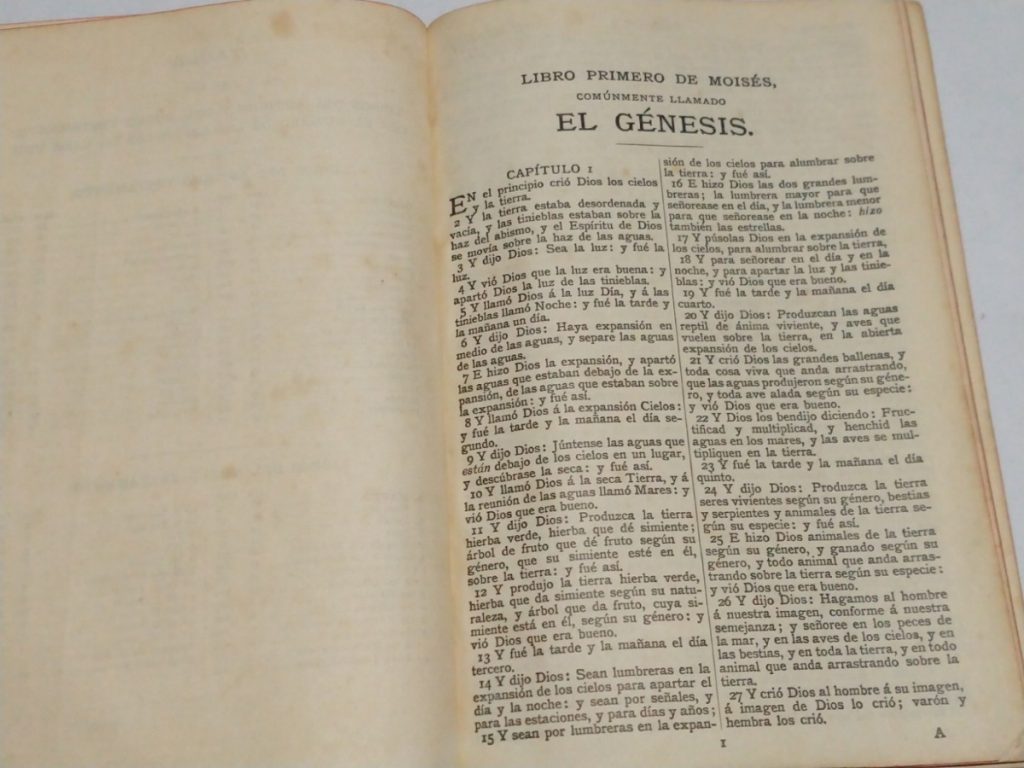 LIBRO PRIMERO DE MOISÉS,
COMÚNMENTE LLAMADO
EL GÉNESIS.
CAPÍTULO 1
EN el principio crió Dios los cielos
y la tierra.
2 Y la tierra estaba desordenada y
vacía, y las tinieblas estaban sobre la
haz del abismo, y el Espíritu de Dios
se movía sobre la haz de las aguas.
3 Y dijo Dios: Sea la luz: y fué la
luz.
4 Y vió Dios que la luz era buena: y
apartó Dios la luz de las tinieblas.
5 Y llamó Dios á la luz Día, y á las
tinieblas llamó Noche: y fué la tarde y
la mañana un día.
6 Y dijo Dios: Haya expansión en
medio de las aguas, y separe las aguas
de las aguas.
7 E hizo Dios la expansión, y apartó
las aguas que estaban debajo de la ex-
pansión, de las aguas que estaban sobre
la expansión: y fué así.
8 Y llamó Dios á la expansión Cielos:
y fué la tarde y la mañana el día se-
gundo.
9 Y dijo Dios: Júntense las aguas que
están debajo de los cielos en un lugar,
y descúbrase la seca: y fué así.
10 Y llamó Dios á la seca Tierra, y á
la reunión de las aguas llamó Mares: y
vió Dios que era bueno.
11 Y dijo Dios: Produzca la tierra
hierba verde, hierba que dé simiente;
árbol de fruto que dé fruto según su
género, que su simiente esté en él,
sobre la tierra: y fué así.
12 Y produjo la tierra hierba verde,
hierba que da simiente según su natu-
raleza, y árbol que da fruto, cuya si-
miente está en él, según su género: y
vió Dios que era bueno.
13 Y fué la tarde y la mañana el día
tercero.
14 Y dijo Dios: Sean lumbreras en la
expansión de los cielos para apartar el
día y la noche: y sean por señales, y
para las estaciones, y para días y años;
15 Y sean por lumbreras en la expan-
sión de los cielos para alumbrar sobre
la tierra: y fué así.
16 E hizo Dios las dos grandes lum-
breras; la lumbrera mayor para que
señorease en el día, y la lumbrera menor
para que señorease en la noche: hizo
también las estrellas.
17 Y púsolas Dios en la expansión de
los cielos, para alumbrar sobre la tierra,
18 Y para señorear en el día y en la
noche, y para apartar la luz y las tinie-
blas: y vió Dios que era bueno.
19 Y fué la tarde y la mañana el día
cuarto.
20 Y dijo Dios: Produzcan las aguas
reptil de ánima viviente, y aves que
vuelen sobre la tierra, en la abierta
expansión de los cielos.
21 Y crió Dios las grandes ballenas, y
toda cosa viva que anda arrastrando,
que las aguas produjeron según su géne-
ro, y toda ave alada según su especie:
y vió Dios que era bueno.
22 Y Dios los bendijo diciendo: Fruc-
tificad y multiplicad, y henchid las
aguas en los mares, y las aves se mul-
tipliquen en la tierra.
23 Y fué la tarde y la mañana el día
quinto.
24 Y dijo Dios: Produzca la tierra
seres vivientes según su género, bestias
y serpientes y animales de la tierra se-
gún su especie: y fué así.
25 E hizo Dios animales de la tierra
según su género, y ganado según su
género, y todo animal que anda arras-
trando sobre la tierra según su especie:
y vió Dios que era bueno.
26 Y dijo Dios: Hagamos al hombre
á nuestra imagen, conforme á nuestra
semejanza; y señoree en los peces de
la mar, y en las aves de los cielos, y en
las bestias, y en toda la tierra, y en todo
animal que anda arrastrando sobre la
tierra.
27 Y crió Dios al hombre á su imagen,
á imagen de Dios lo crió; varón y
hembra los crió.
1
A